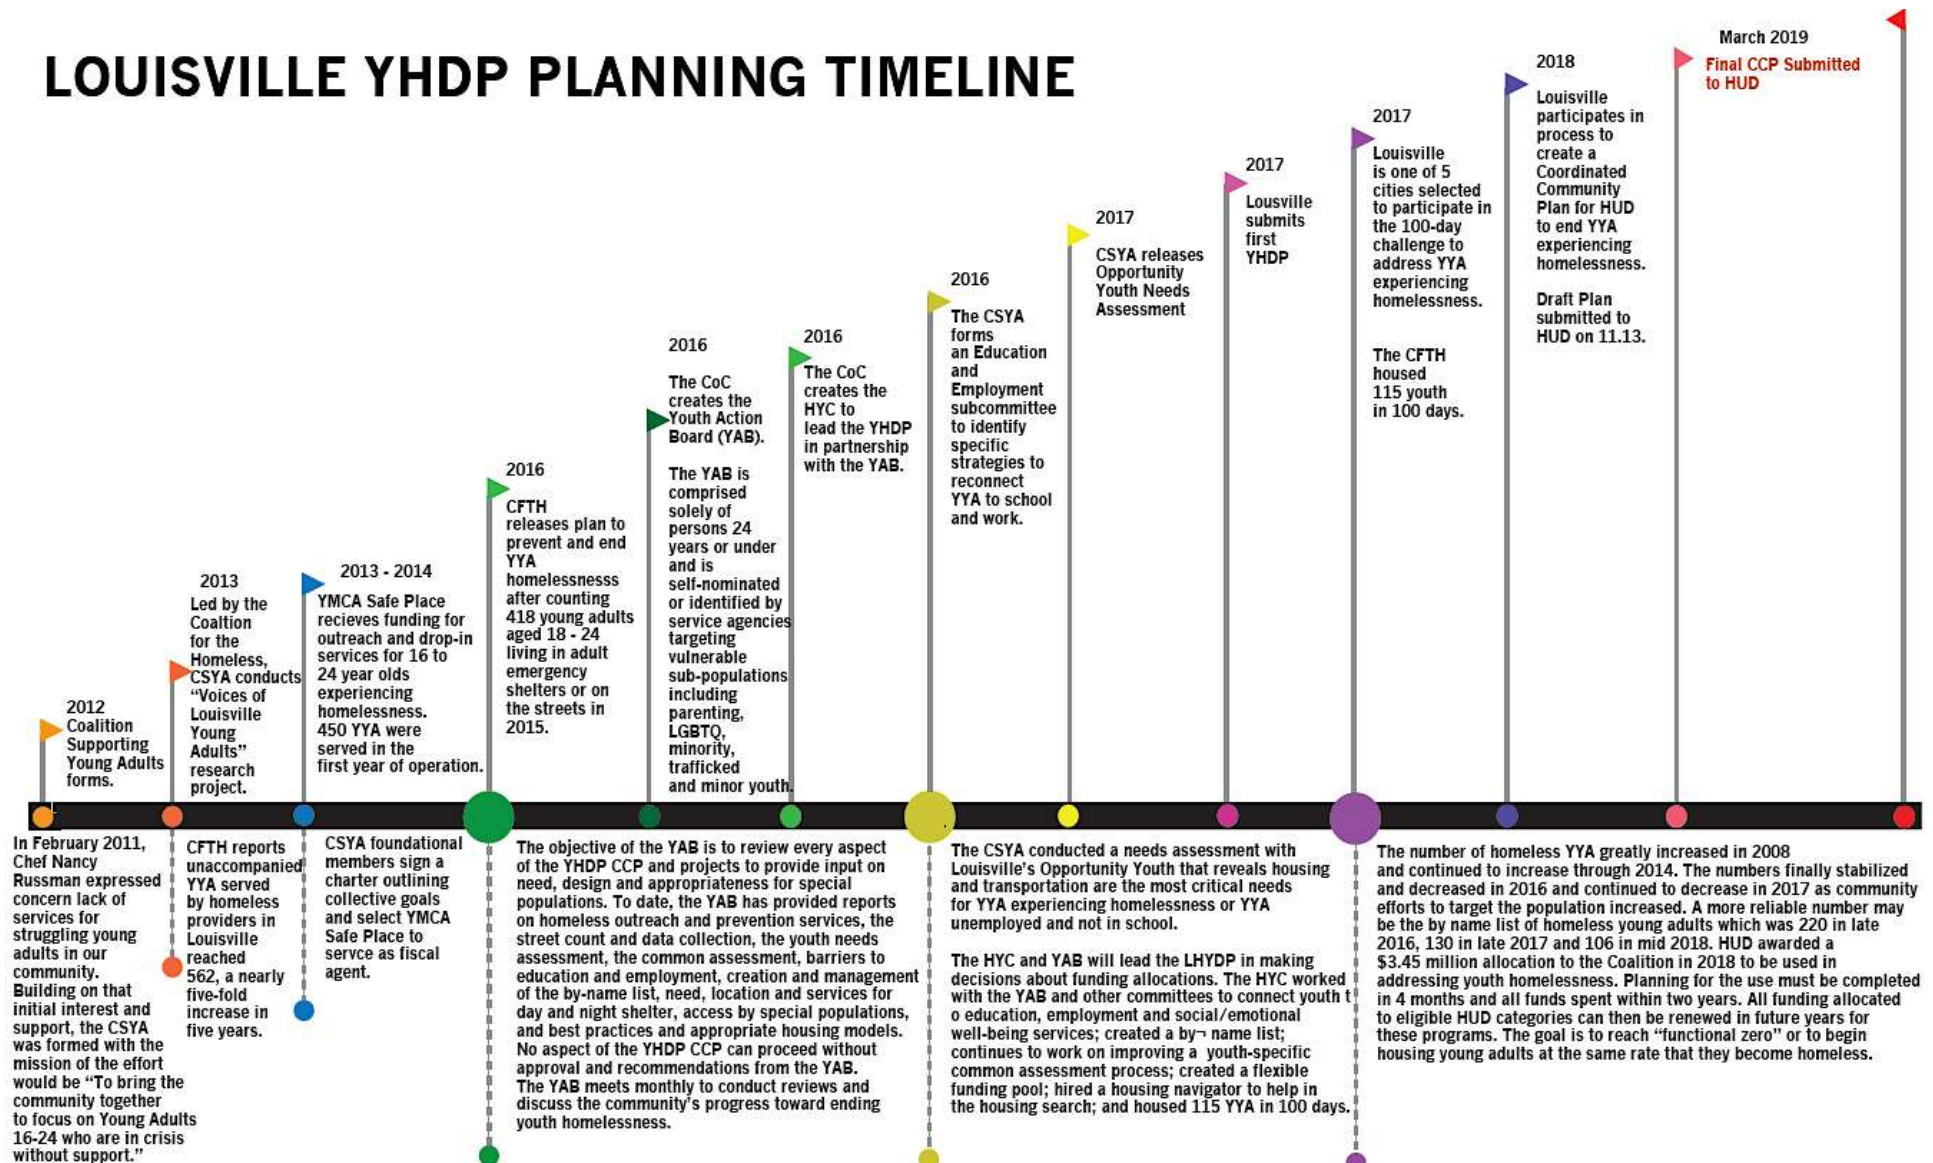 LOUISVILLE YHDP PLANNING TIMELINE
2012
Coalition
Supporting
Young Adults
forms.
2013
Led by the
Coaltion
for the
Homeless,
CSYA conducts
“Voices of
Louisville
Young
Adults”
research
project.
2013 - 2014
YMCA Safe Place
recieves funding for
outreach and drop-in
services for 16 to
24 year olds
experiencing
homelessness.
450 YYA were
served in the
first year of operation.
2016
CFTH
releases plan to
prevent and end
YYA
homelessnesss
after counting
418 young adults
aged 18 - 24
living in adult
emergency
shelters or on
the streets in
2015.
2016
The CoC
creates the
Youth Action
Board (YAB).
The YAB is
comprised
solely of
persons 24
years or under
and is
self-nominated
or identified by
service agencies
targeting
vulnerable
sub-populations
including
parenting,
LGBTQ,
minority,
trafficked
and minor youth.
2016
The CoC
creates the
HYC to
lead the YHDP
in partnership
with the YAB.
2016
The CSYA
forms
an Education
and
Employment
subcommittee
to identify
specific
strategies to
reconnect
YYA to school
and work.
2017
CSYA releases
Opportunity
Youth Needs
Assessment
2017
Lousville
submits
first
YHDP
2017
Louisville
is one of 5
cities selected
to participate in
the 100-day
challenge to
address YYA
experiencing
homelessness.
The CFTH
housed
115 youth
in 100 days.
2018
Louisville
participates in
process to
create a
Coordinated
Community
Plan for HUD
to end YYA
experiencing
homelessness.
Draft Plan
submitted to
HUD on 11.13.
March 2019
Final CCP Submitted
to HUD
In February 2011,
Chef Nancy
Russman expressed
concern lack of
services for
struggling young
adults in our
community.
Building on that
initial interest and
support, the CSYA
was formed with the
mission of the effort
would be “To bring the
community together
to focus on Young Adults
16-24 who are in crisis
without support.”
CFTH reports
unaccompanied
YYA served
by homeless
providers in
Louisville
reached
562, a nearly
five-fold
increase in
five years.
CSYA foundational
members sign a
charter outlining
collective goals
and select YMCA
Safe Place to
servce as fiscal
agent.
The objective of the YAB is to review every aspect
of the YHDP CCP and projects to provide input on
need, design and appropriateness for special
populations. To date, the YAB has provided reports
on homeless outreach and prevention services, the
street count and data collection, the youth needs
assessment, the common assessment, barriers to
education and employment, creation and management
of the by-name list, need, location and services for
day and night shelter, access by special populations,
and best practices and appropriate housing models.
No aspect of the YHDP CCP can proceed without
approval and recommendations from the YAB.
The YAB meets monthly to conduct reviews and
discuss the community’s progress toward ending
youth homelessness.
The CSYA conducted a needs assessment with
Louisville’s Opportunity Youth that reveals housing
and transportation are the most critical needs
for YYA experiencing homelessness or YYA
unemployed and not in school.
The HYC and YAB will lead the LHYDP in making
decisions about funding allocations. The HYC worked
with the YAB and other committees to connect youth t
o education, employment and social/emotional
well-being services; created a by¬ name list;
continues to work on improving a youth-specific
common assessment process; created a flexible
funding pool; hired a housing navigator to help in
the housing search; and housed 115 YYA in 100 days.
The number of homeless YYA greatly increased in 2008
and continued to increase through 2014. The numbers finally stabilized
and decreased in 2016 and continued to decrease in 2017 as community
efforts to target the population increased. A more reliable number may
be the by name list of homeless young adults which was 220 in late
2016, 130 in late 2017 and 106 in mid 2018. HUD awarded a
$3.45 million allocation to the Coalition in 2018 to be used in
addressing youth homelessness. Planning for the use must be completed
in 4 months and all funds spent within two years. All funding allocated
to eligible HUD categories can then be renewed in future years for
these programs. The goal is to reach “functional zero” or to begin
housing young adults at the same rate that they become homeless.